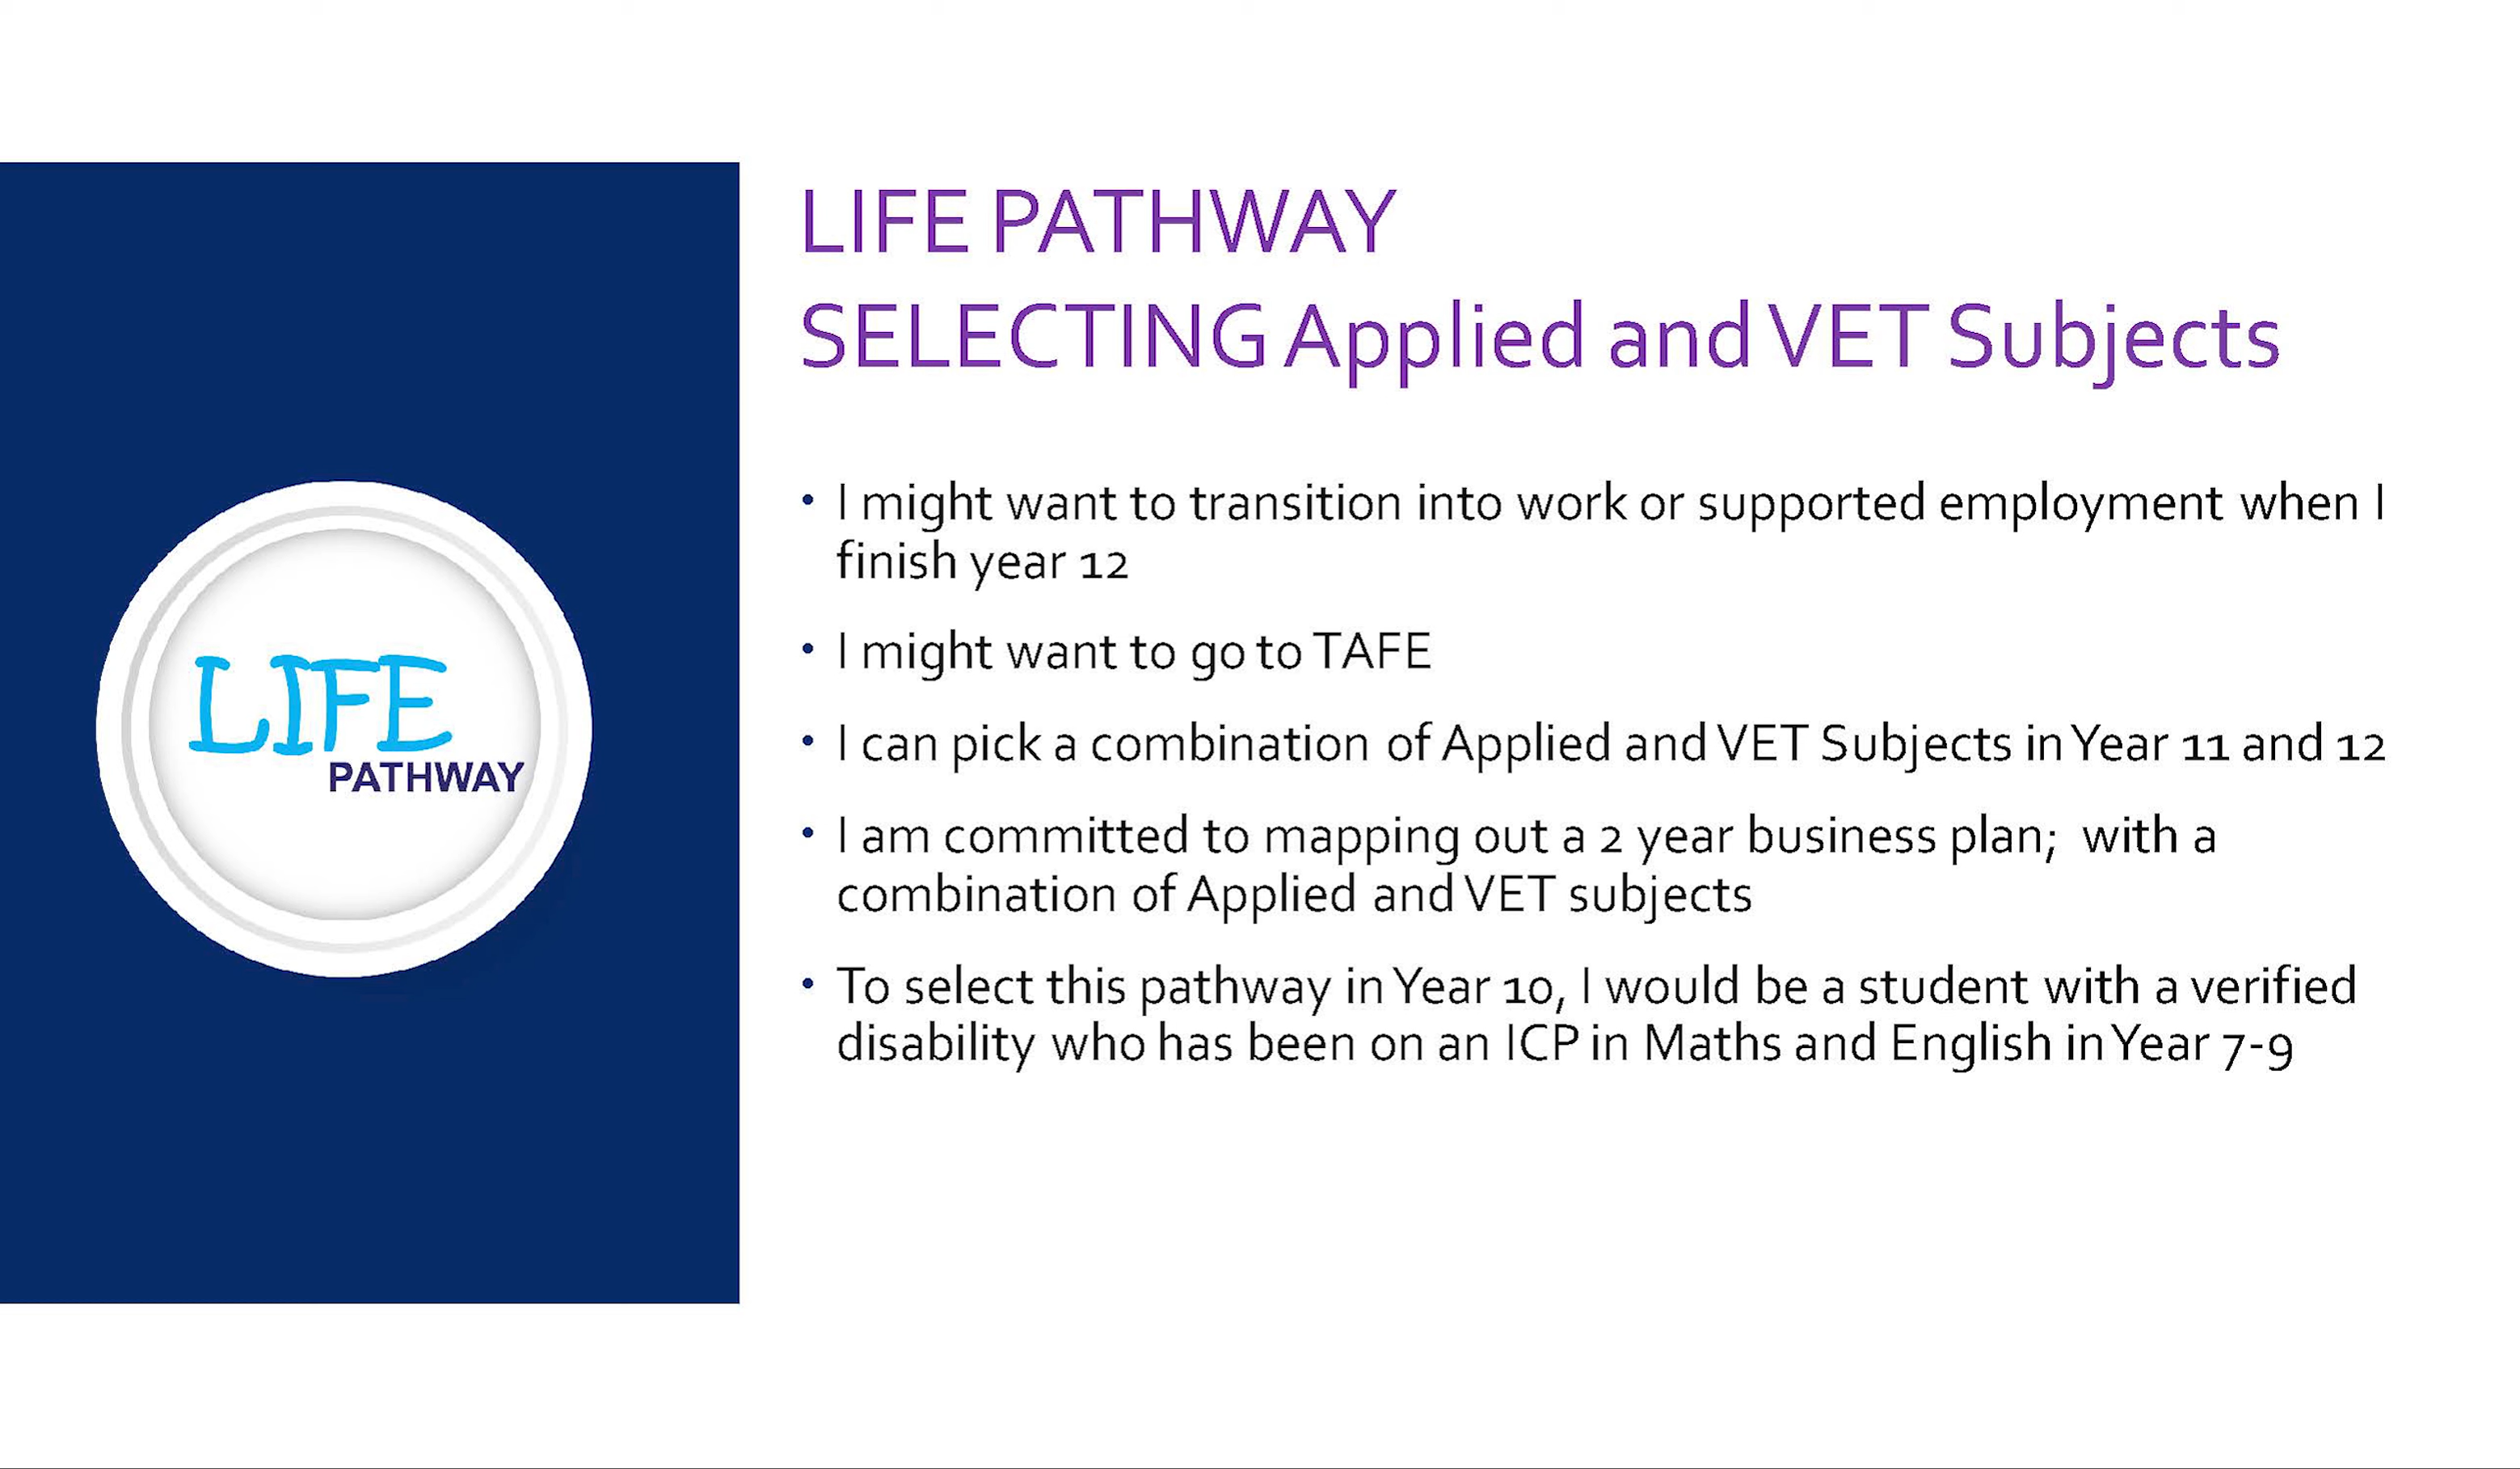 LIFE
PATHWAY
LIFE PATHWAY
SELECTING Applied and VET Subjects
• I might want to transition into work or supported employment when I
finish year 12
• I might want to go to TAFE
• I can pick a combination of Applied and VET Subjects in Year 11 and 12
• I am committed to mapping out a 2 year business plan; with a
combination of Applied and VET subjects
• To select this pathway in Year 10, I would be a student with a verified
disability who has been on an ICP in Maths and English in Year 7-9